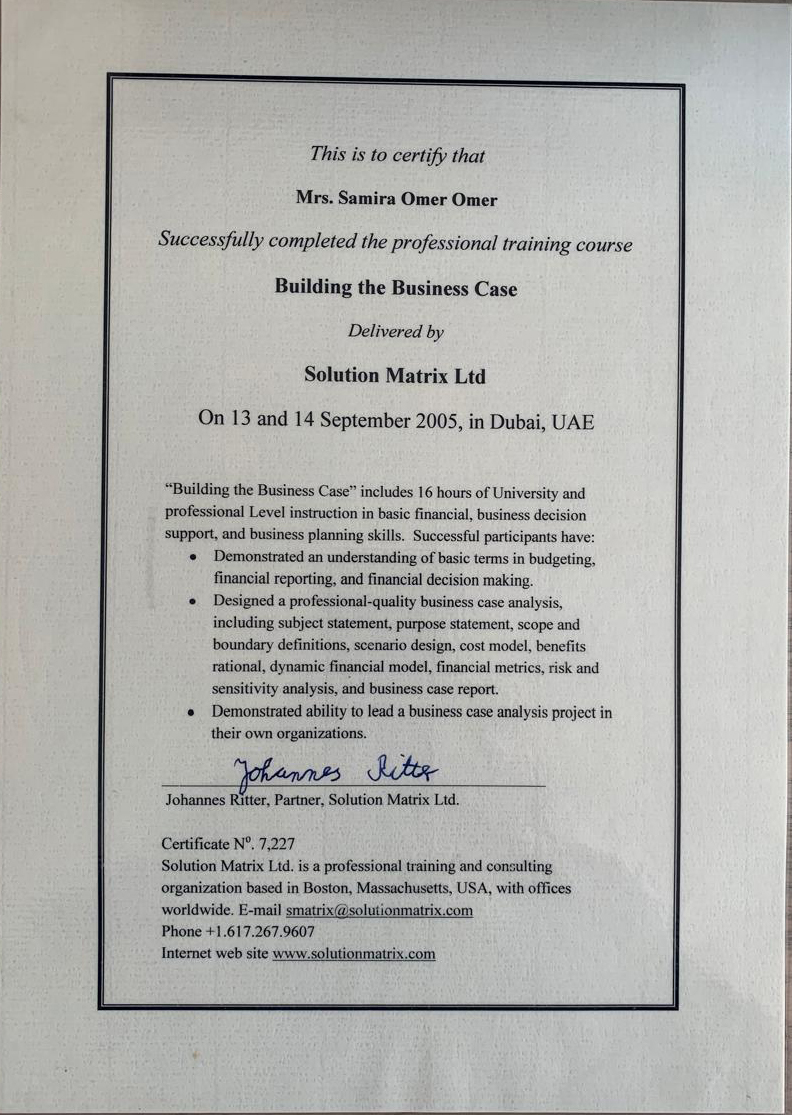 This is to certify that
Mrs. Samira Omer Omer
Successfully completed the professional training course
Building the Business Case
Delivered by
Solution Matrix Ltd
On 13 and 14 September 2005, in Dubai, UAE
“Building the Business Case” includes 16 hours of University and
professional Level instruction in basic financial, business decision
support, and business planning skills. Successful participants have:
• Demonstrated an understanding of basic terms in budgeting,
financial reporting, and financial decision making.
• Designed a professional-quality business case analysis,
including subject statement, purpose statement, scope and
boundary definitions, scenario design, cost model, benefits
rational, dynamic financial model, financial metrics, risk and
sensitivity analysis, and business case report.
• Demonstrated ability to lead a business case analysis project in
their own organizations.
Johannes Ritter
Johannes Ritter, Partner, Solution Matrix Ltd.
Certificate Nº. 7,227
Solution Matrix Ltd. is a professional training and consulting
organization based in Boston, Massachusetts, USA, with offices
worldwide. E-mail smatrix@solutionmatrix.com
Phone +1.617.267.9607
Internet web site www.solutionmatrix.com